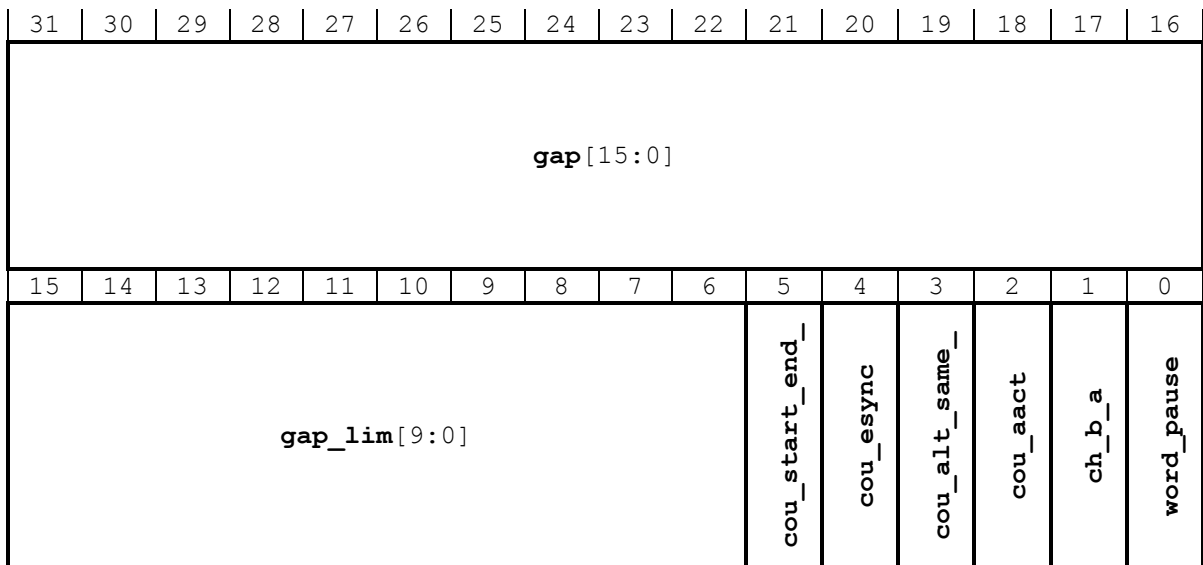 31 30 29 28 27 26 25 24 23 22 21 20 19 18 17 16
gap[15:0]
15 14 13 12 11 10 9 8 7 6 5 4 3 2 1 0
gap_lim[9:0]
cou_start_end_
cou_esync
cou_alt_same_
cou_aact
ch_b_a
word_pause